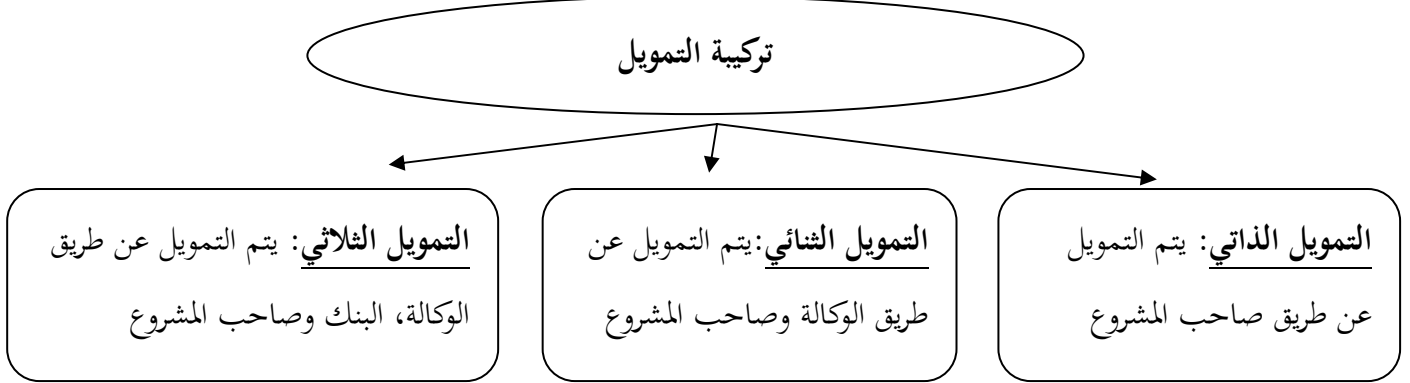 تركيبة التمويل
التمويل الذاتي: يتم التمويل
عن طريق صاحب المشروع
التمويل الثنائي:يتم التمويل عن
طريق الوكالة وصاحب المشروع
التمويل الثلاثي: يتم التمويل عن طريق
الوكالة، البنك وصاحب المشروع